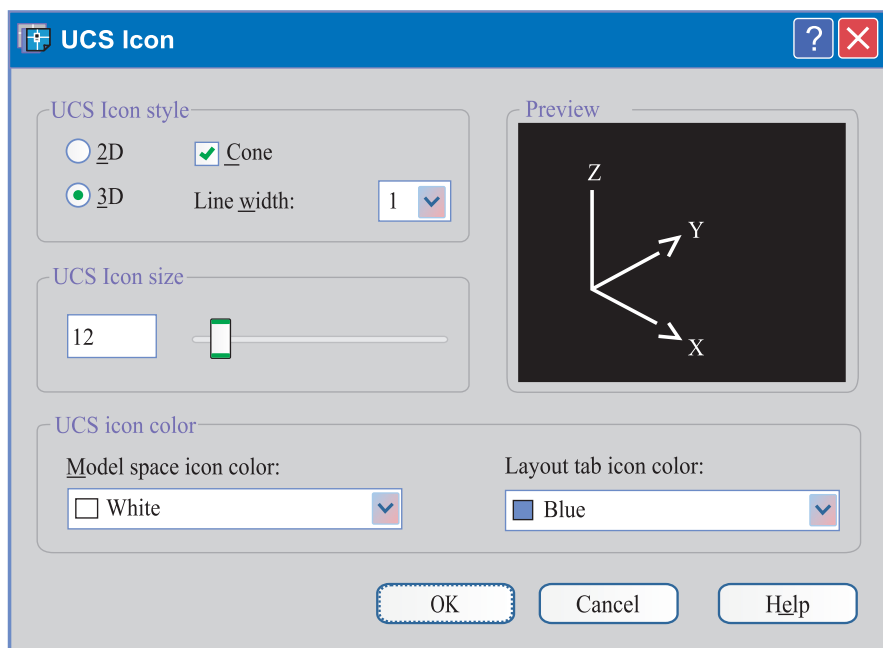 UCS Icon
?
UCS Icon style
2D
Cone
3D
Line width:
1
Preview
Z
Y
X
UCS Icon size
12
UCS icon color
Model space icon color:
White
Layout tab icon color:
Blue
OK
Cancel
Help